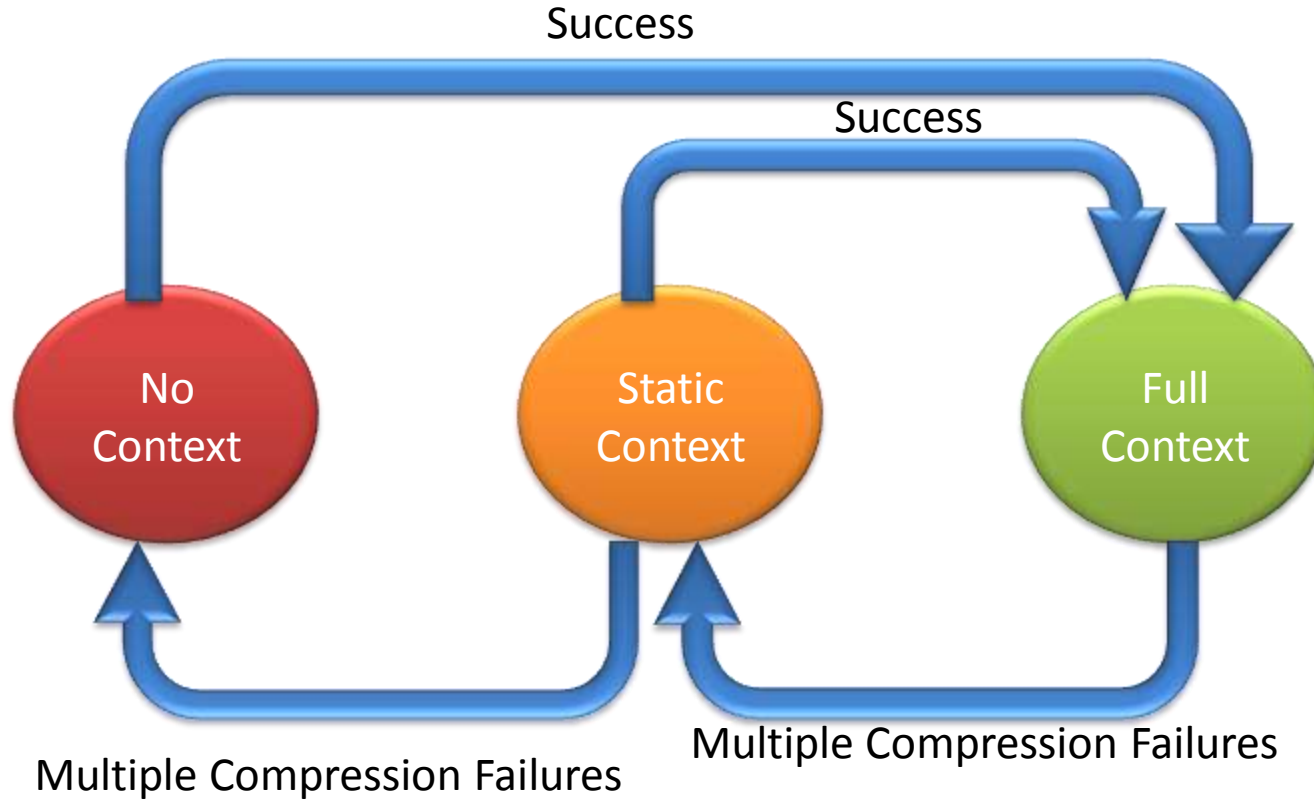 Success
Success
No
Context
Static
Context
Full
Context
Multiple Compression Failures
Multiple Compression Failures